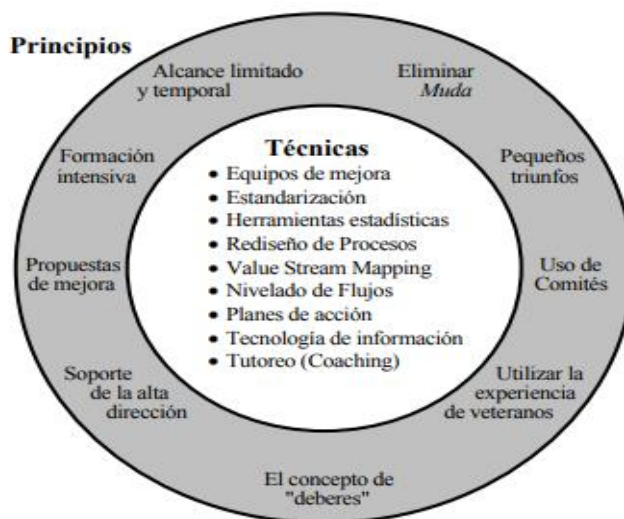 Principios
Alcance limitado
y temporal
Eliminar
Muda
Formación
intensiva
Pequeños
triunfos
Propuestas
de mejora
Uso de
Comités
Soporte
de la alta
dirección
Utilizar la
experiencia
de veteranos
El concepto de
"deberes"
Técnicas
• Equipos de mejora
• Estandarización
• Herramientas estadísticas
• Rediseño de Procesos
• Value Stream Mapping
• Nivelado de Flujos
• Planes de acción
• Tecnología de información
• Tutoreo (Coaching)